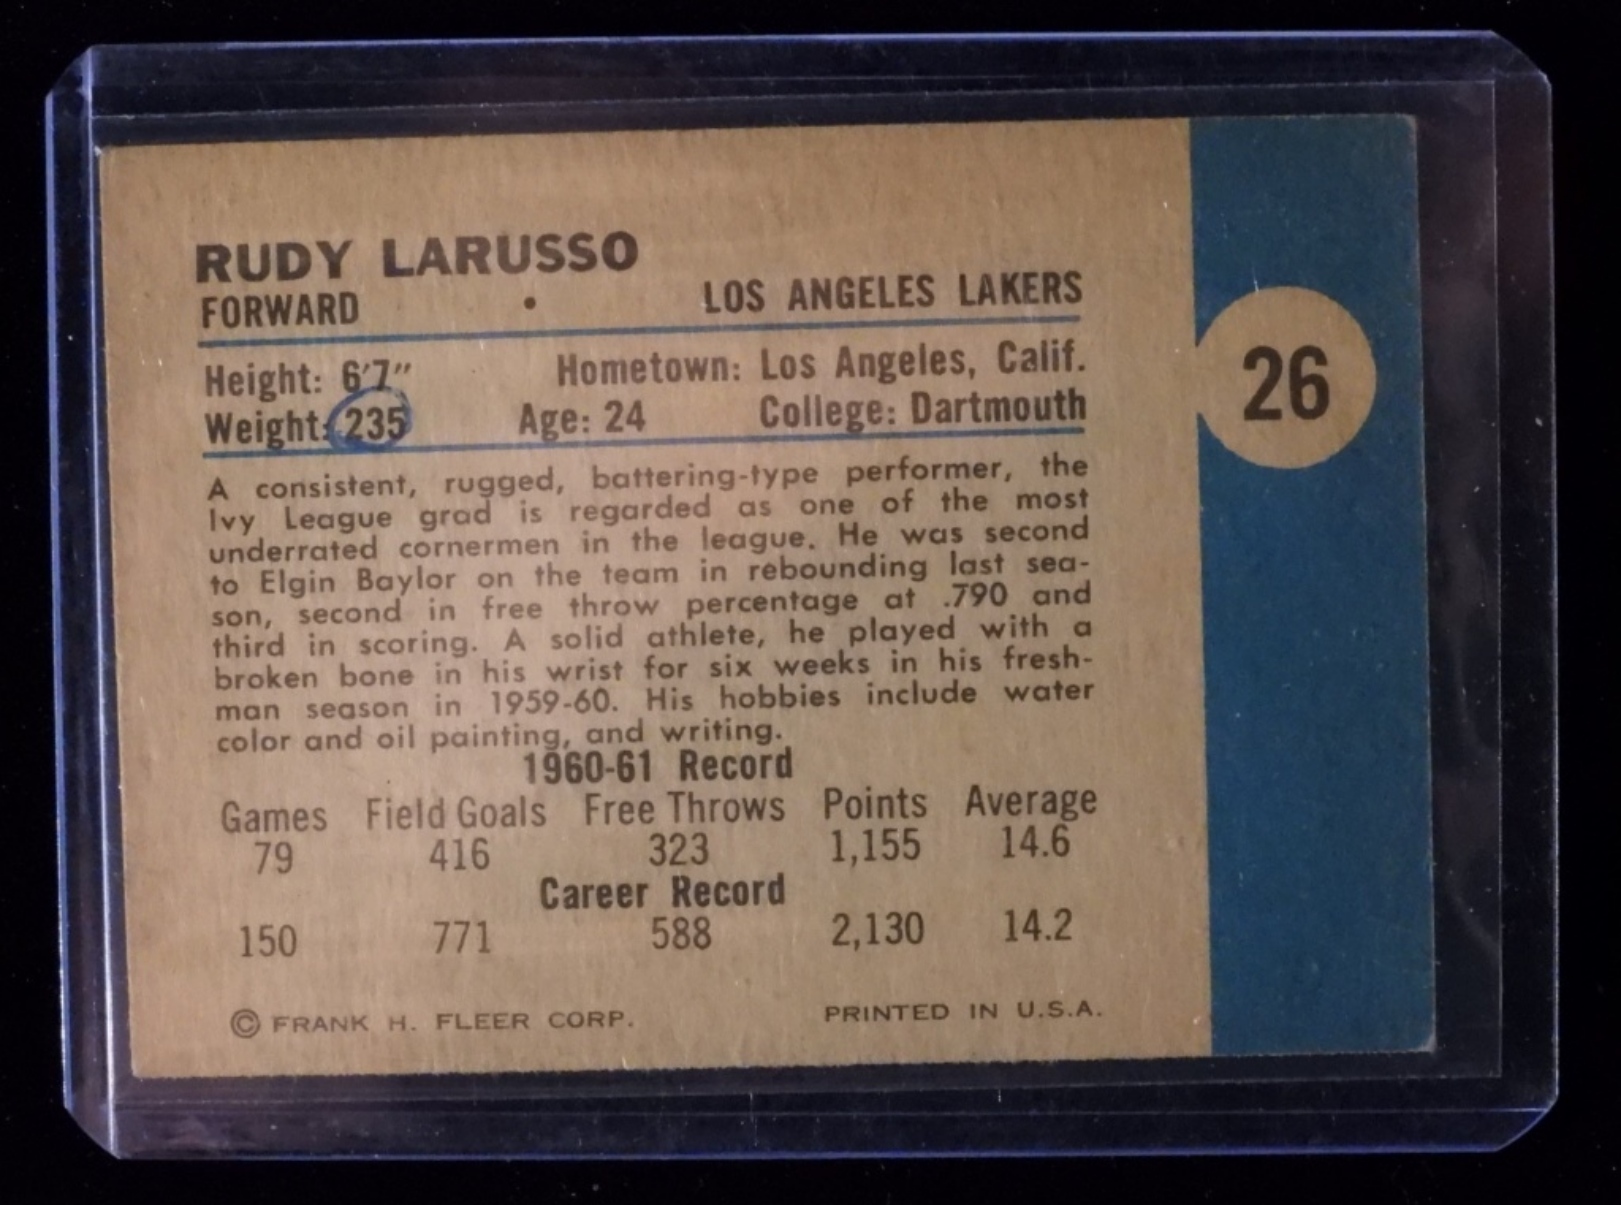 RUDY LARUSSO
FORWARD • LOS ANGELES LAKERS
Height: 6'7" Hometown: Los Angeles, Calif.
Weight: 235 Age: 24 College: Dartmouth
26
A consistent, rugged, battering-type performer, the
Ivy League grad is regarded as one of the most
underrated cornermen in the league. He was second
to Elgin Baylor on the team in rebounding last sea-
son, second in free throw percentage at .790 and
third in scoring. A solid athlete, he played with a
broken bone in his wrist for six weeks in his fresh-
man season in 1959-60. His hobbies include water
color and oil painting, and writing.
1960-61 Record
Games Field Goals Free Throws Points Average
79 416 323 1,155 14.6
Career Record
150 771 588 2,130 14.2
© FRANK H. FLEER CORP. PRINTED IN U.S.A.